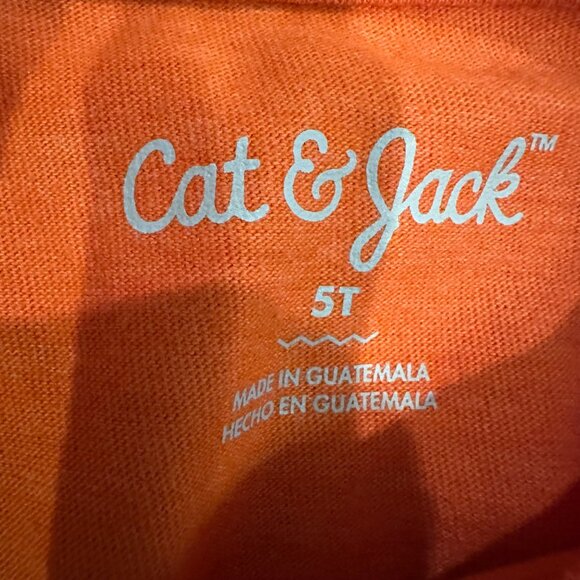 Cat & Jack™
5T
MADE IN GUATEMALA
HECHO EN GUATEMALA